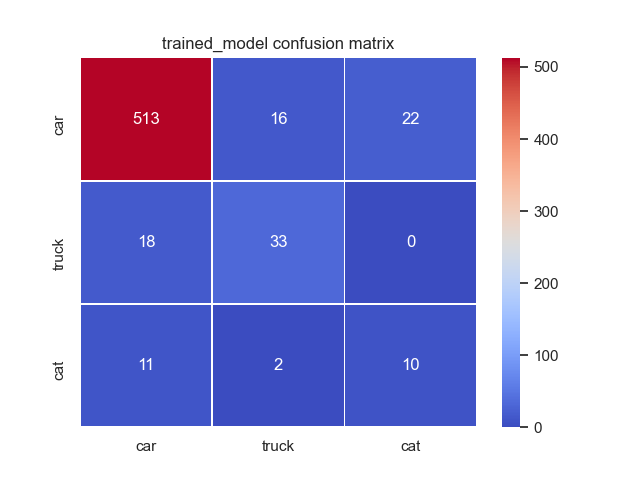 trained_model confusion matrix
car 513 16 22
truck 18 33 0
cat 11 2 10
car truck cat
500
400
300
200
100
0